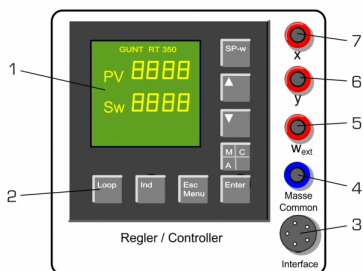 GUNT RT 350
PV 8888
Sw 8888
SP-w
M C
A
Loop
Ind
Esc
Menu
Enter
Regler / Controller
x
y
Wext
Masse
Common
Interface
1
2
7
6
5
4
3